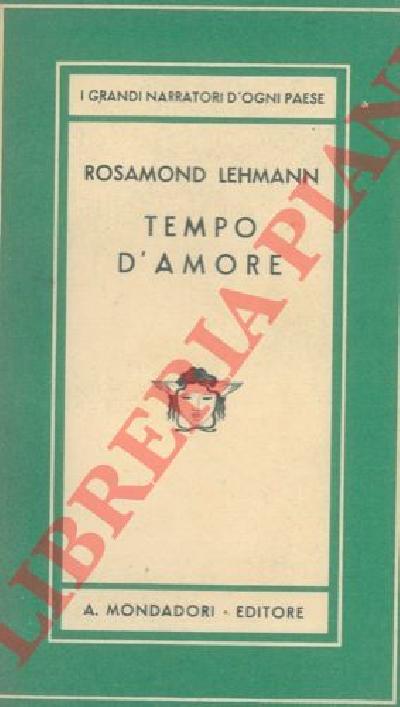 I GRANDI NARRATORI D'OGNI PAESE
ROSAMOND LEHMANN
TEMPO
D'AMORE
A. MONDADORI • EDITORE
LIBRERIA PIANI